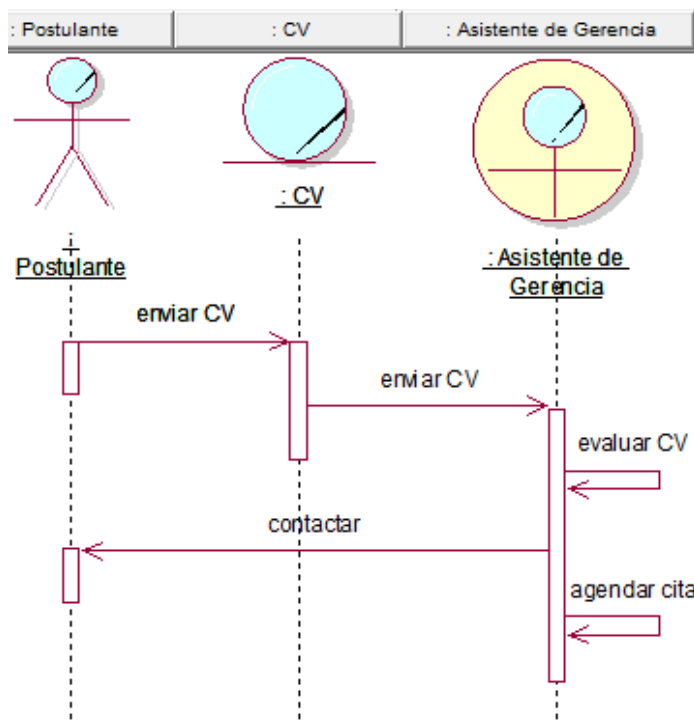 : Postulante
: CV
: Asistente de Gerencia
: CV
:
Postulante
: Asistente de
Gerencia
enviar CV
enviar CV
evaluar CV
contactar
agendar cita